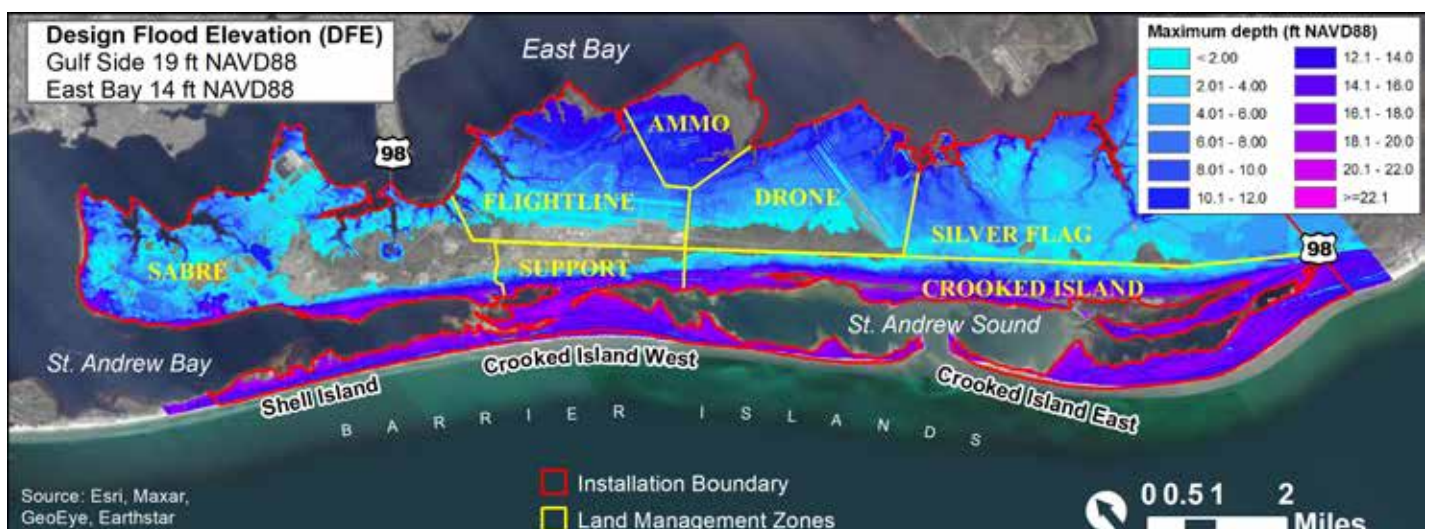 Design Flood Elevation (DFE)
Gulf Side 19 ft NAVD88
East Bay 14 ft NAVD88
East Bay
Maximum depth (ft NAVD88)
< 2.00
2.01 - 4.00
4.01 - 6.00
6.01 - 8.00
8.01 - 10.0
10.1 - 12.0
12.1 - 14.0
14.1 - 16.0
16.1 - 18.0
18.1 - 20.0
20.1 - 22.0
>=22.1
98
AMMO
FLIGHTLINE
DRONE
SILVER FLAG
98
SABRE
SUPPORT
CROOKED ISLAND
St. Andrew Sound
St. Andrew Bay
Shell Island
Crooked Island West
Crooked Island East
BARRIER ISLANDS
Source: Esri, Maxar,
GeoEye, Earthstar
Installation Boundary
Land Management Zones
0 0.5 1 2
Miles